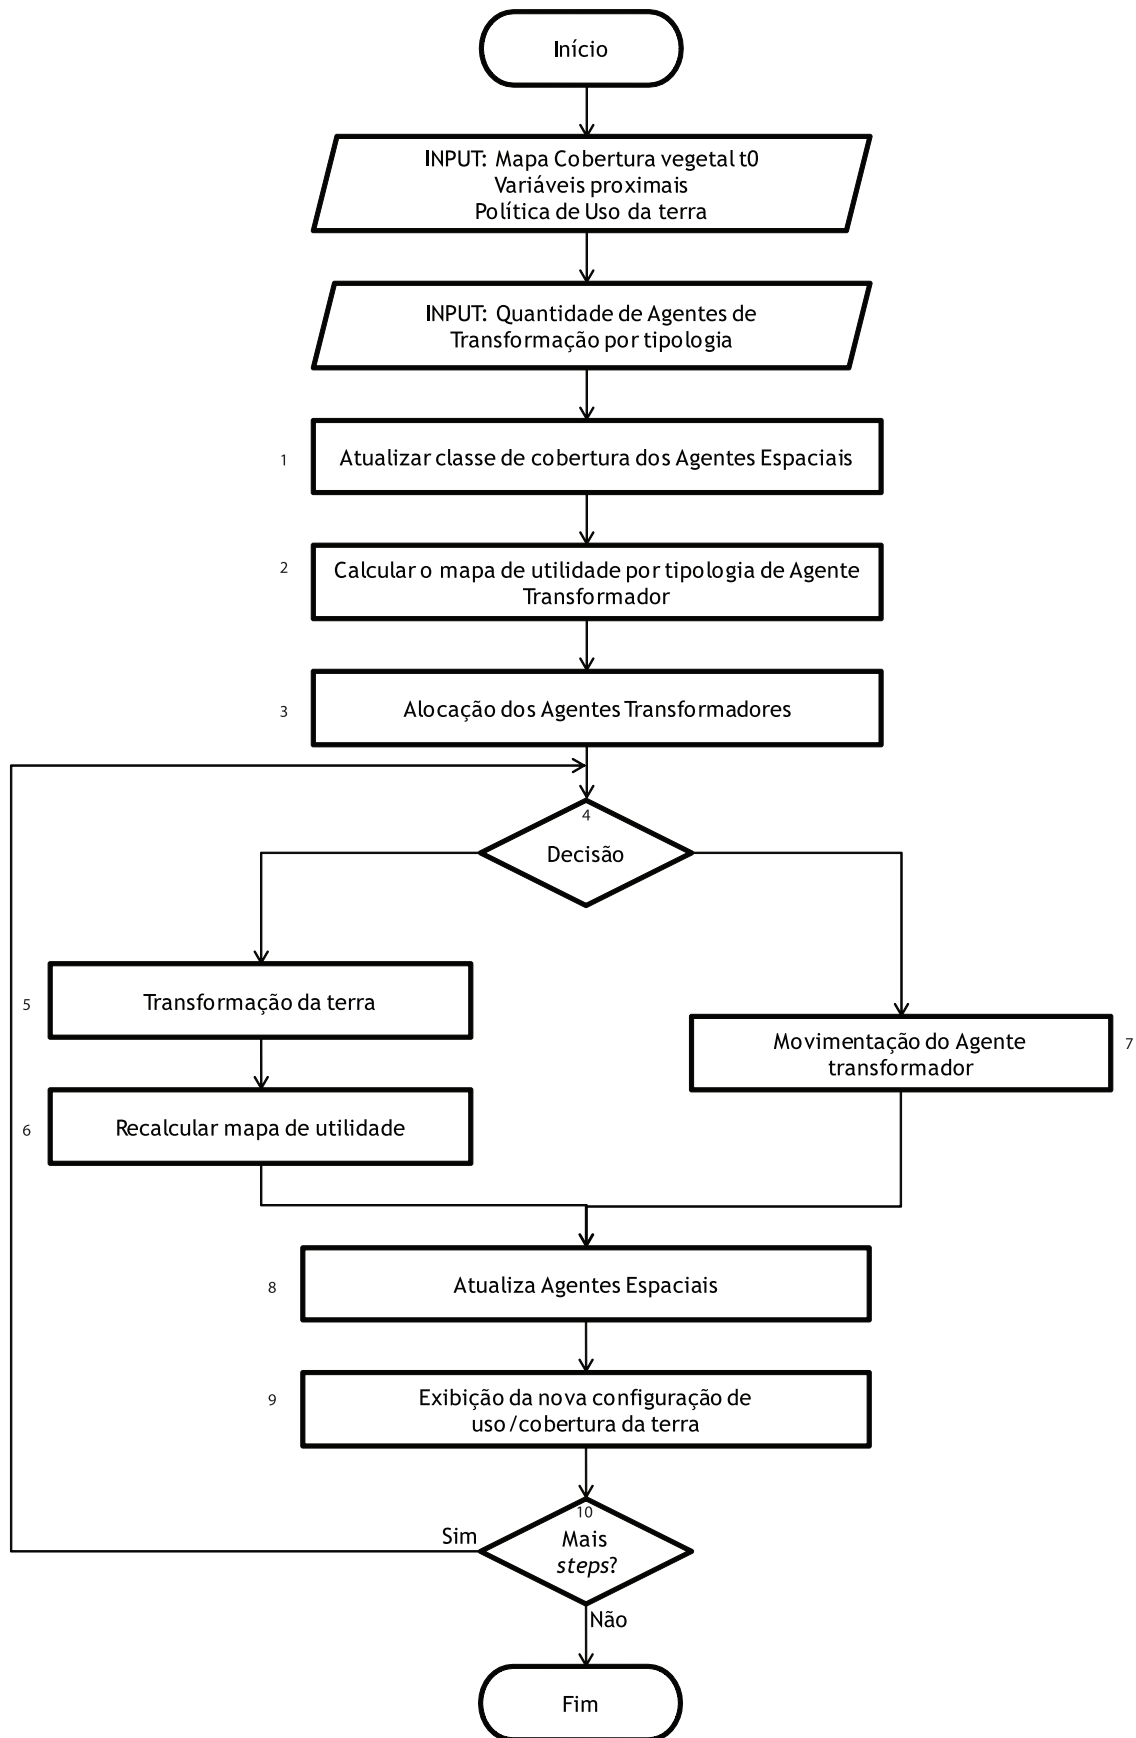 Início
INPUT: Mapa Cobertura vegetal t0
Variáveis proximais
Política de Uso da terra
INPUT: Quantidade de Agentes de
Transformação por tipologia
1
Atualizar classe de cobertura dos Agentes Espaciais
2
Calcular o mapa de utilidade por tipologia de Agente
Transformador
3
Alocação dos Agentes Transformadores
4
Decisão
5
Transformação da terra
6
Recalcular mapa de utilidade
Movimentação do Agente
transformador
7
8
Atualiza Agentes Espaciais
9
Exibição da nova configuração de
uso/cobertura da terra
10
Mais
steps?
Sim
Não
Fim